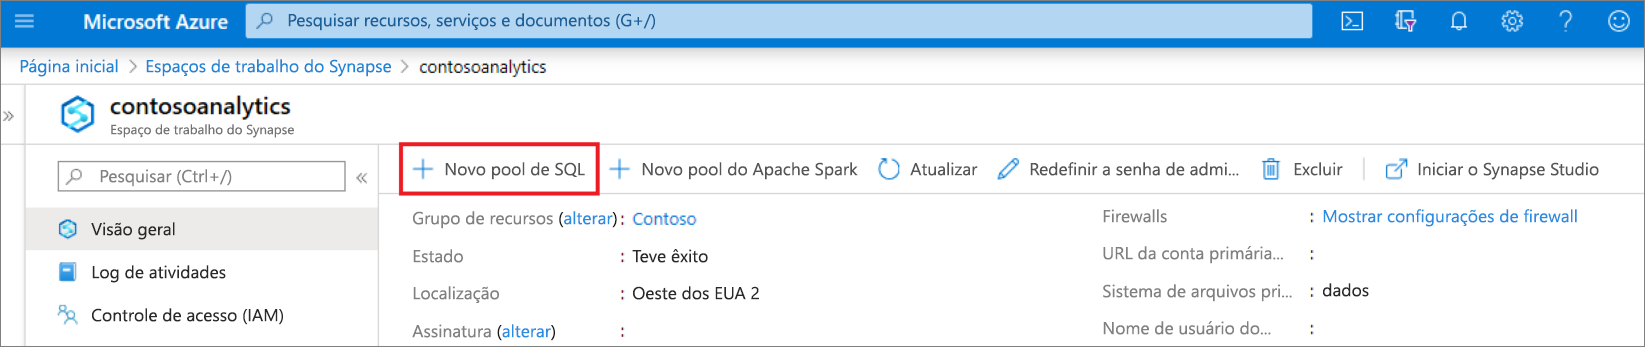 Microsoft Azure
Pesquisar recursos, serviços e documentos (G+/)
Página inicial > Espaços de trabalho do Synapse > contosoanalytics
contosoanalytics
Espaço de trabalho do Synapse
Pesquisar (Ctrl+/)
Visão geral
Log de atividades
Controle de acesso (IAM)
Novo pool de SQL Novo pool do Apache Spark Atualizar Redefinir a senha de admi... Excluir Iniciar o Synapse Studio
Grupo de recursos (alterar) : Contoso
Estado : Teve êxito
Localização : Oeste dos EUA 2
Assinatura (alterar) :
Firewalls : Mostrar configurações de firewall
URL da conta primária... :
Sistema de arquivos pri... : dados
Nome de usuário do... :